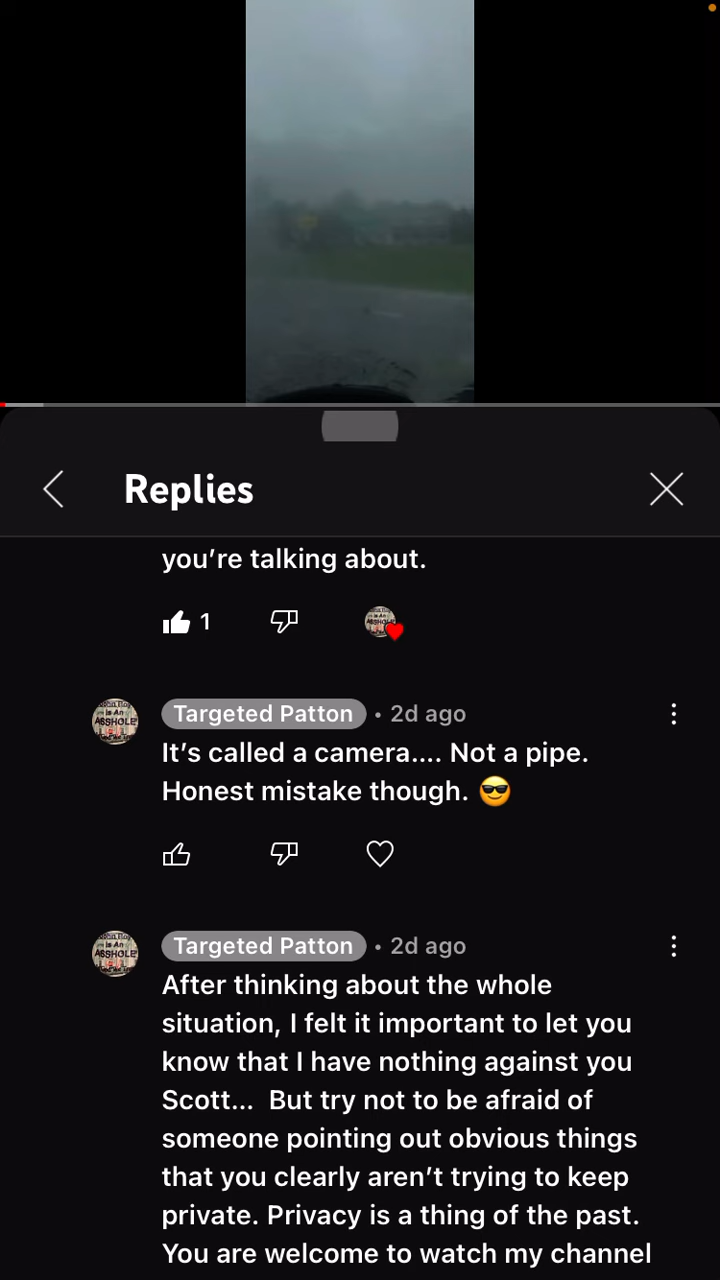 Replies
you're talking about.
1
Targeted Patton • 2d ago
It's called a camera.... Not a pipe.
Honest mistake though. 😎
Targeted Patton • 2d ago
After thinking about the whole
situation, I felt it important to let you
know that I have nothing against you
Scott...  But try not to be afraid of
someone pointing out obvious things
that you clearly aren't trying to keep
private. Privacy is a thing of the past.
You are welcome to watch my channel
is An
ASSHOLE